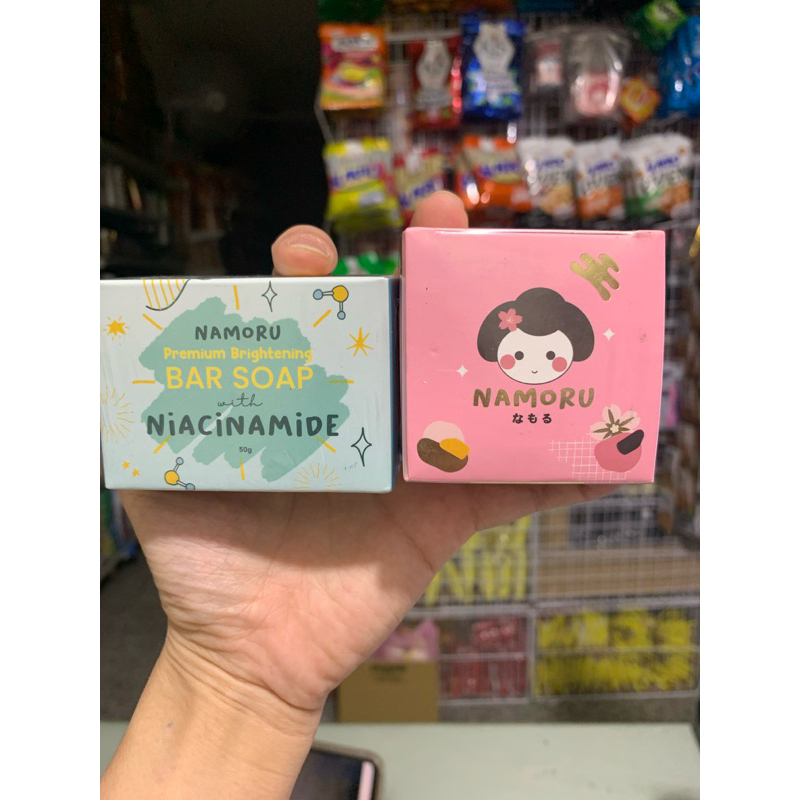 NAMORU
Premium Brightening
BAR SOAP
with
NiACiNAMiDE
50g
NAMORU
なもる